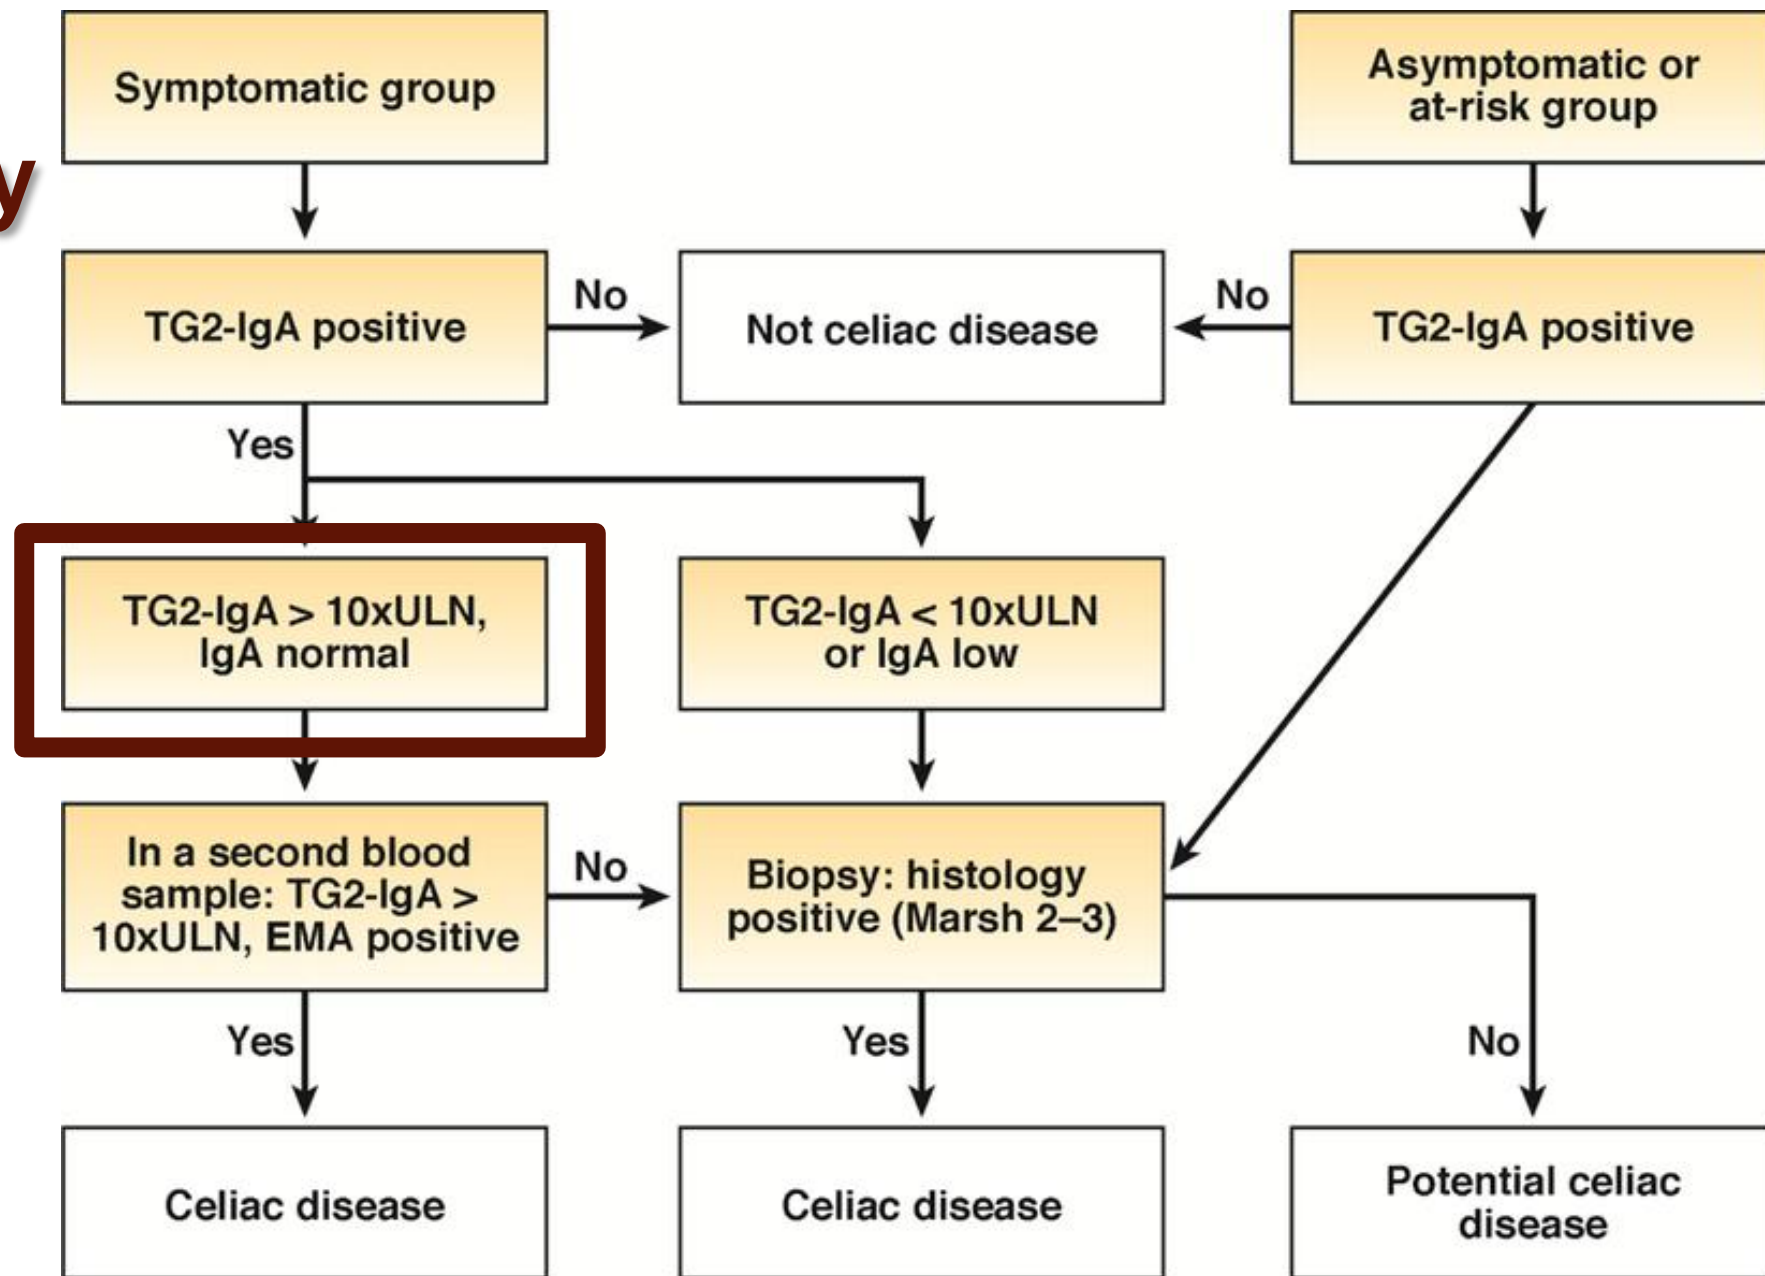 Symptomatic group
Asymptomatic or
at-risk group
y
TG2-IgA positive
No
Not celiac disease
No
TG2-IgA positive
Yes
TG2-IgA > 10xULN,
IgA normal
TG2-IgA < 10xULN
or IgA low
In a second blood
sample: TG2-IgA >
10xULN, EMA positive
No
Biopsy: histology
positive (Marsh 2–3)
Yes
Yes
No
Celiac disease
Celiac disease
Potential celiac
disease